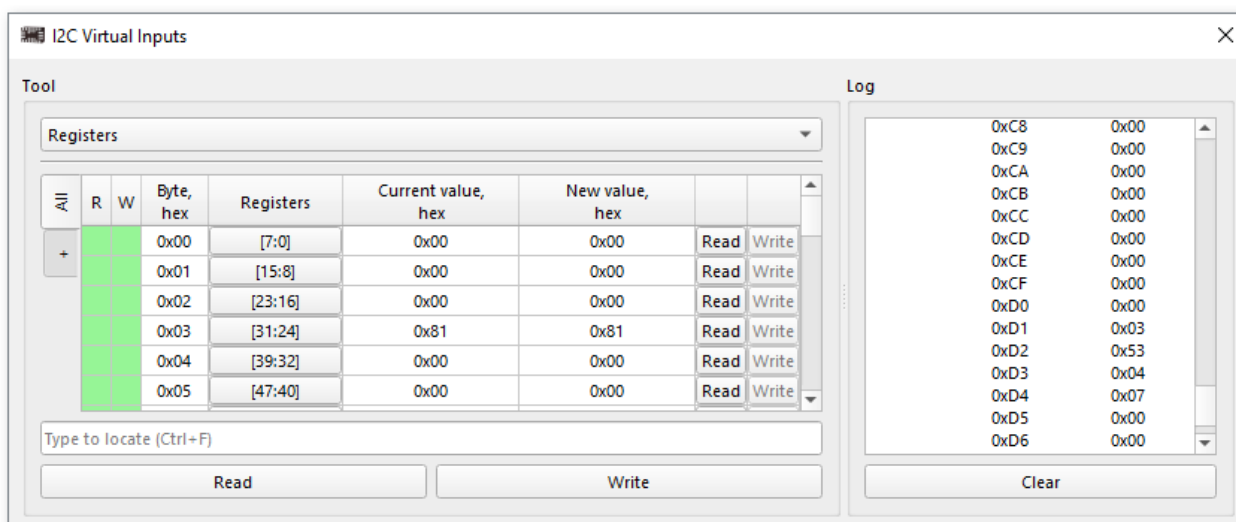 I2C Virtual Inputs
Tool
Registers
All
+
R W Byte, hex Registers Current value, hex New value, hex
0x00 [7:0] 0x00 0x00 Read Write
0x01 [15:8] 0x00 0x00 Read Write
0x02 [23:16] 0x00 0x00 Read Write
0x03 [31:24] 0x81 0x81 Read Write
0x04 [39:32] 0x00 0x00 Read Write
0x05 [47:40] 0x00 0x00 Read Write
Type to locate (Ctrl+F)
Read Write
Log
0xC8 0x00
0xC9 0x00
0xCA 0x00
0xCB 0x00
0xCC 0x00
0xCD 0x00
0xCE 0x00
0xCF 0x00
0xD0 0x00
0xD1 0x03
0xD2 0x53
0xD3 0x04
0xD4 0x07
0xD5 0x00
0xD6 0x00
Clear